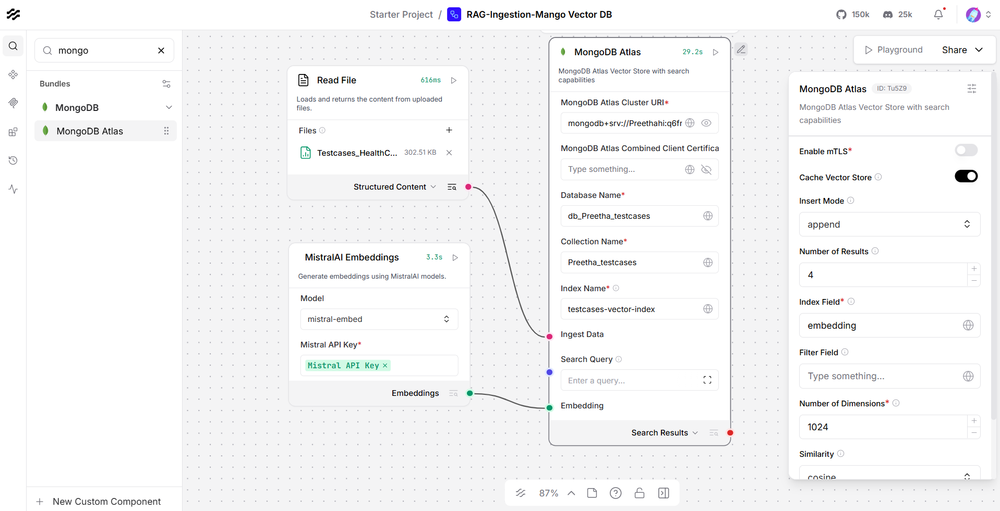 Starter Project / RAG-Ingestion-Mango Vector DB
150k
25k
mongo
Bundles
MongoDB
MongoDB Atlas
New Custom Component
Read File
616ms
Loads and returns the content from uploaded
files.
Files
Testcases_HealthC...
302.51 KB
Structured Content
MistralAI Embeddings
3.3s
Generate embeddings using MistralAI models.
Model
mistral-embed
Mistral API Key*
Mistral API Key
Embeddings
MongoDB Atlas
29.2s
MongoDB Atlas Vector Store with search
capabilities
MongoDB Atlas Cluster URI*
mongodb+srv://Preethahi:q6fr
MongoDB Atlas Combined Client Certifica
Type something...
Database Name*
db_Preetha_testcases
Collection Name*
Preetha_testcases
Index Name*
testcases-vector-index
Ingest Data
Search Query
Enter a query...
Embedding
Search Results
87%
Playground
Share
MongoDB Atlas
ID: Tu5Z9
MongoDB Atlas Vector Store with search
capabilities
Enable mTLS*
Cache Vector Store
Insert Mode
append
Number of Results
4
Index Field*
embedding
Filter Field
Type something...
Number of Dimensions*
1024
Similarity
cosine